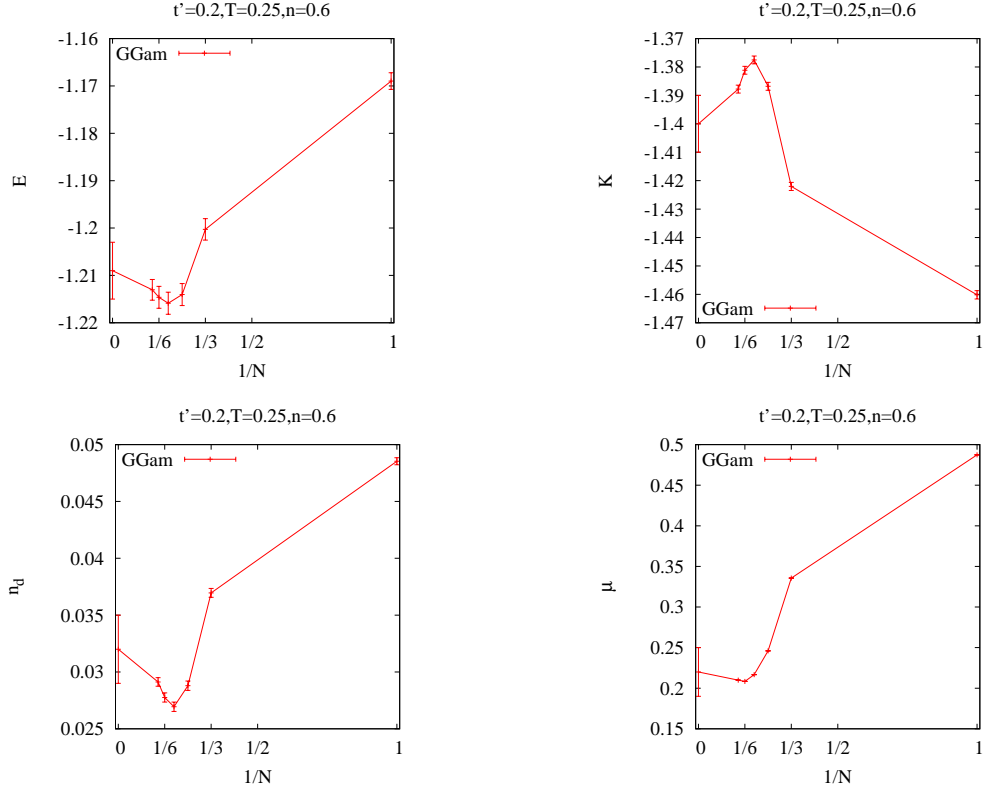 t'=0.2,T=0.25,n=0.6
-1.16
-1.17
-1.18
-1.19
-1.2
-1.21
-1.22
E
GGam
0 1/6 1/3 1/2 1
1/N
t'=0.2,T=0.25,n=0.6
-1.37
-1.38
-1.39
-1.4
-1.41
-1.42
-1.43
-1.44
-1.45
-1.46
-1.47
K
GGam
0 1/6 1/3 1/2 1
1/N
t'=0.2,T=0.25,n=0.6
0.05
0.045
0.04
0.035
0.03
0.025
n_d
GGam
0 1/6 1/3 1/2 1
1/N
t'=0.2,T=0.25,n=0.6
0.5
0.45
0.4
0.35
0.3
0.25
0.2
0.15
μ
GGam
0 1/6 1/3 1/2 1
1/N